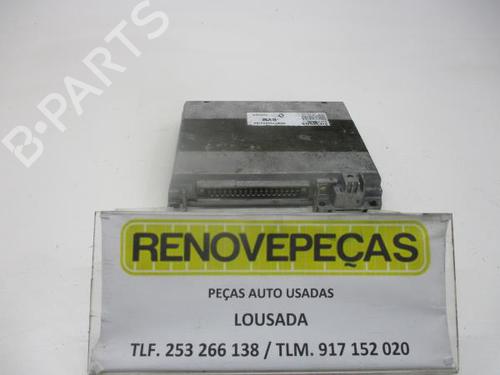 B-PARTS
RENOVEPEÇAS
PEÇAS AUTO USADAS
LOUSADA
TLF. 253 266 138 / TLM. 917 152 020